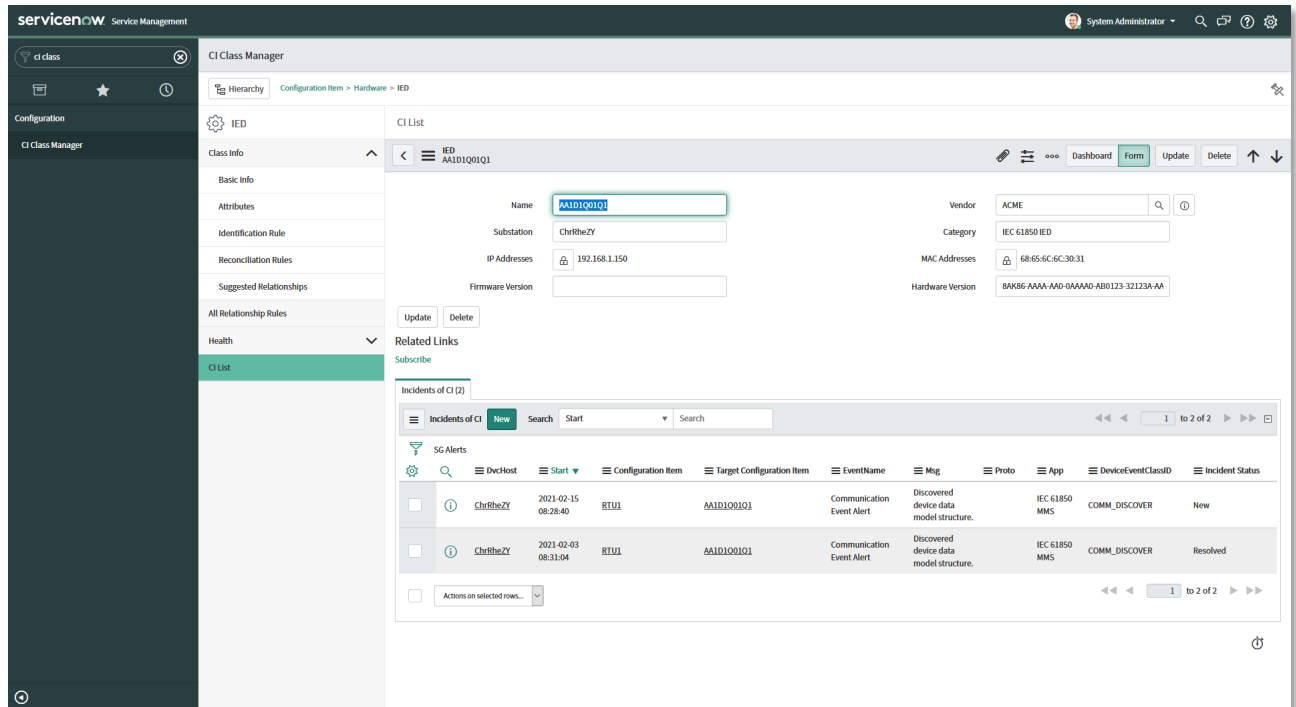 servicenow Service Management
System Administrator
ci class
Configuration
CI Class Manager
CI Class Manager
Hierarchy Configuration Item > Hardware > IED
IED
Class Info
Basic Info
Attributes
Identification Rule
Reconciliation Rules
Suggested Relationships
All Relationship Rules
Health
CI List
CI List
IED
AA1D1Q01Q1
Dashboard Form Update Delete
Name AA1D1Q01Q1
Vendor ACME
Substation ChrRheZY
Category IEC 61850 IED
IP Addresses 192.168.1.150
MAC Addresses 68:65:6C:6C:30:31
Firmware Version
Hardware Version 8AK86-AAAA-AA0-0AAAA0-AB0123-32123A-AA
Update Delete
Related Links
Subscribe
Incidents of CI (2)
Incidents of CI New Search Start Search 1 to 2 of 2
SG Alerts
DvcHost Start Configuration Item Target Configuration Item EventName Msg Proto App DeviceEventClassID Incident Status
ChrRheZY 2021-02-15 08:28:40 RTU1 AA1D1Q01Q1 Communication Event Alert Discovered device data model structure. IEC 61850 MMS COMM_DISCOVER New
ChrRheZY 2021-02-03 08:31:04 RTU1 AA1D1Q01Q1 Communication Event Alert Discovered device data model structure. IEC 61850 MMS COMM_DISCOVER Resolved
Actions on selected rows... 1 to 2 of 2